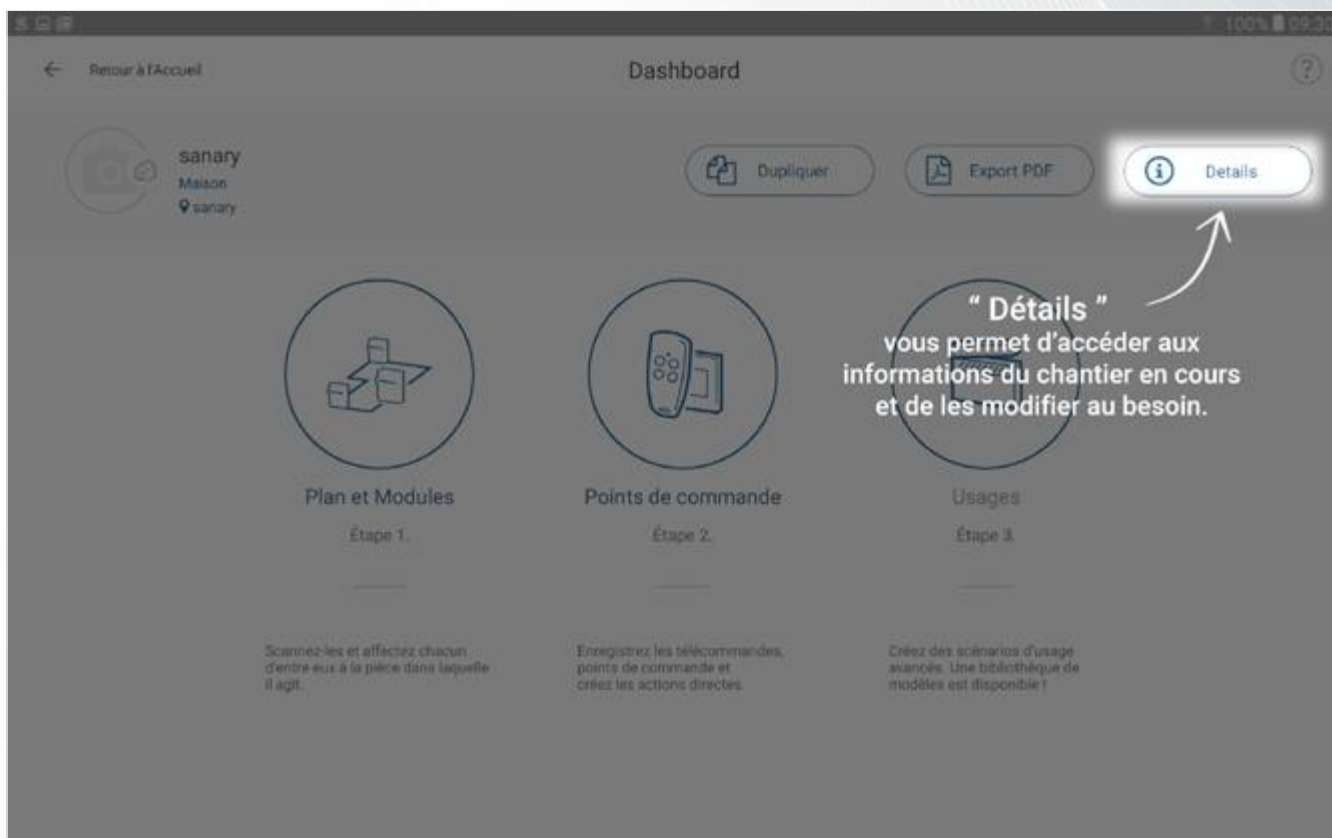 100% 09:30
Retour à l'Accueil
Dashboard
?
sanary
Maison
sanary
Dupliquer
Export PDF
Details
“ Détails ”
vous permet d'accéder aux
informations du chantier en cours
et de les modifier au besoin.
Plan et Modules
Points de commande
Usages
Étape 1.
Étape 2.
Étape 3.
Scannez-les et affectez chacun
d'entre eux à la pièce dans laquelle
il agit.
Enregistrez les télécommandes,
points de commande et
créez les actions directes
Créez des scénarios d'usage
avancés. Une bibliothèque de
modèles est disponible !